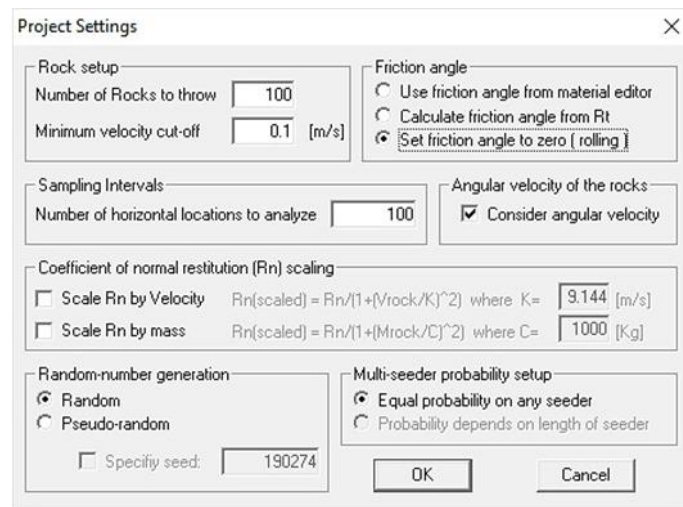 Project Settings
Rock setup
Number of Rocks to throw 100
Minimum velocity cut-off 0.1 [m/s]
Friction angle
Use friction angle from material editor
Calculate friction angle from Rt
Set friction angle to zero ( rolling )
Sampling Intervals
Number of horizontal locations to analyze 100
Angular velocity of the rocks
Consider angular velocity
Coefficient of normal restitution (Rn) scaling
Scale Rn by Velocity Rn(scaled) = Rn/(1+(Vrock/K)^2) where K= 9.144 [m/s]
Scale Rn by mass Rn(scaled) = Rn/(1+(Mrock/C)^2) where C= 1000 [Kg]
Random-number generation
Random
Pseudo-random
Specifiy seed: 190274
Multi-seeder probability setup
Equal probability on any seeder
Probability depends on length of seeder
OK Cancel